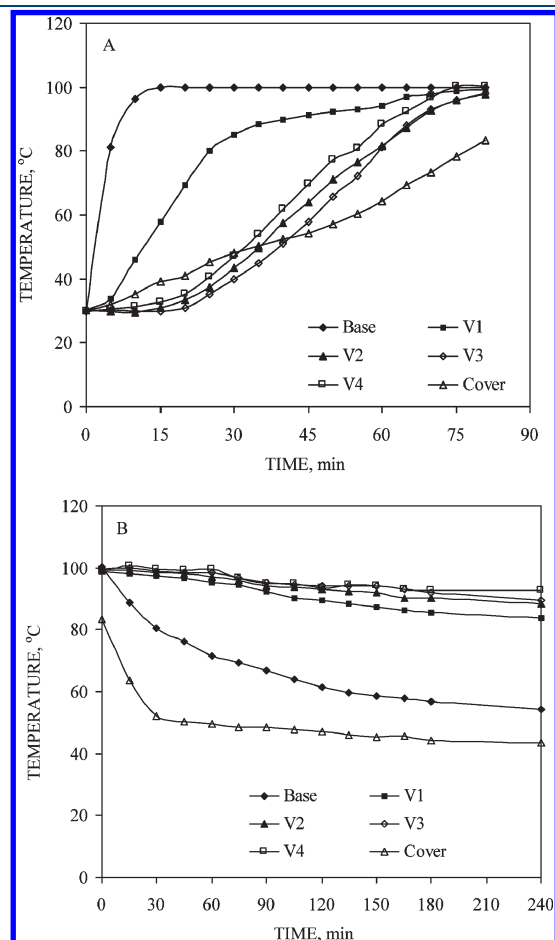 120
A
100
80
60
40
20
0
TEMPERATURE, °C
Base V1
V2 V3
V4 Cover
0 15 30 45 60 75 90
TIME, min
120
B
100
80
60
40
20
0
TEMPERATURE, °C
Base V1
V2 V3
V4 Cover
0 30 60 90 120 150 180 210 240
TIME, min